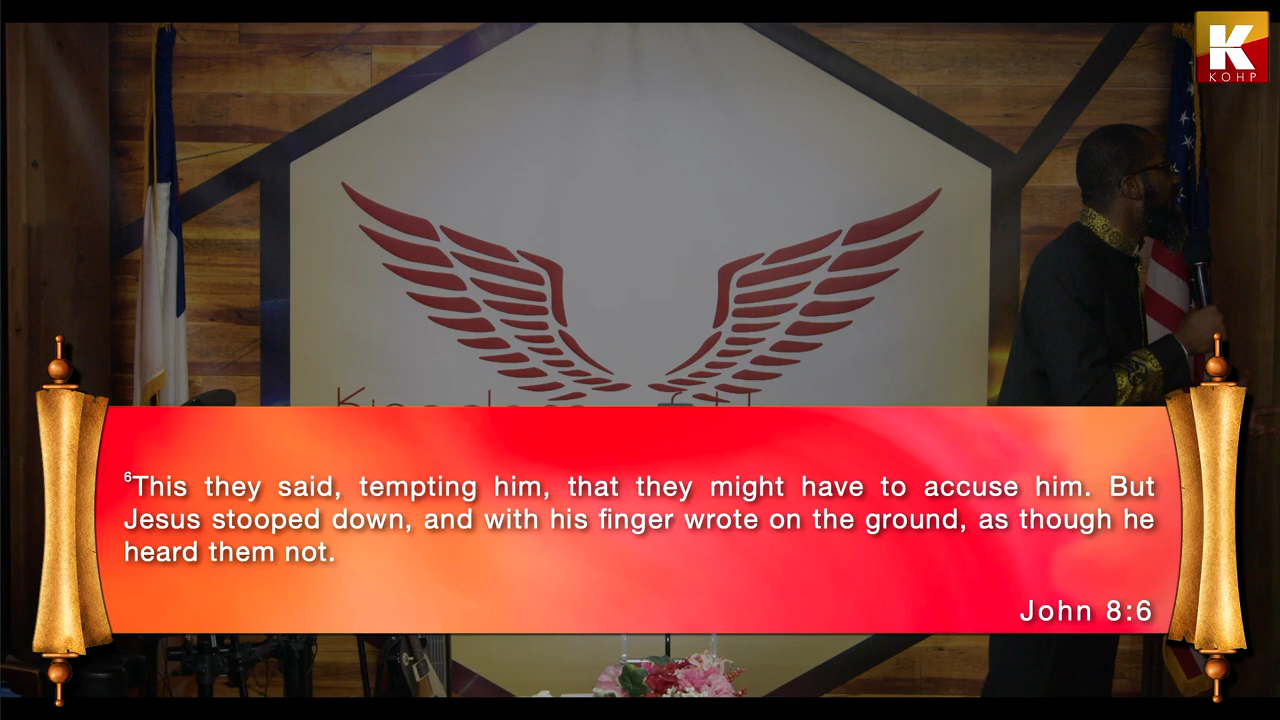 K
KOHP
⁶This they said, tempting him, that they might have to accuse him. But
Jesus stooped down, and with his finger wrote on the ground, as though he
heard them not.
John 8:6